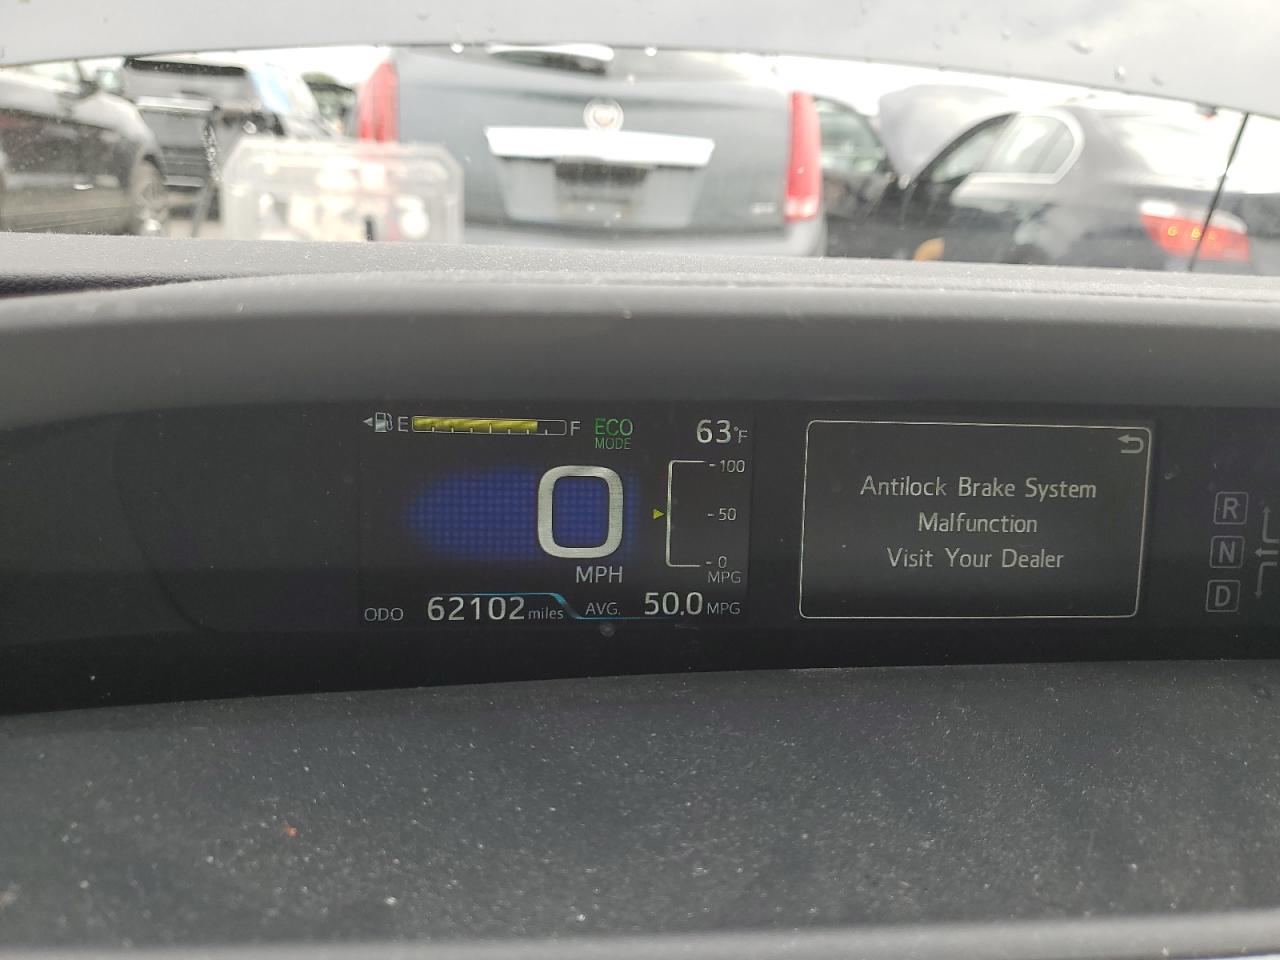 E F ECO
MODE
63°F
100
50
0
MPG
0
MPH
ODO 62102 miles AVG. 50.0 MPG
Antilock Brake System
Malfunction
Visit Your Dealer
R
N
D